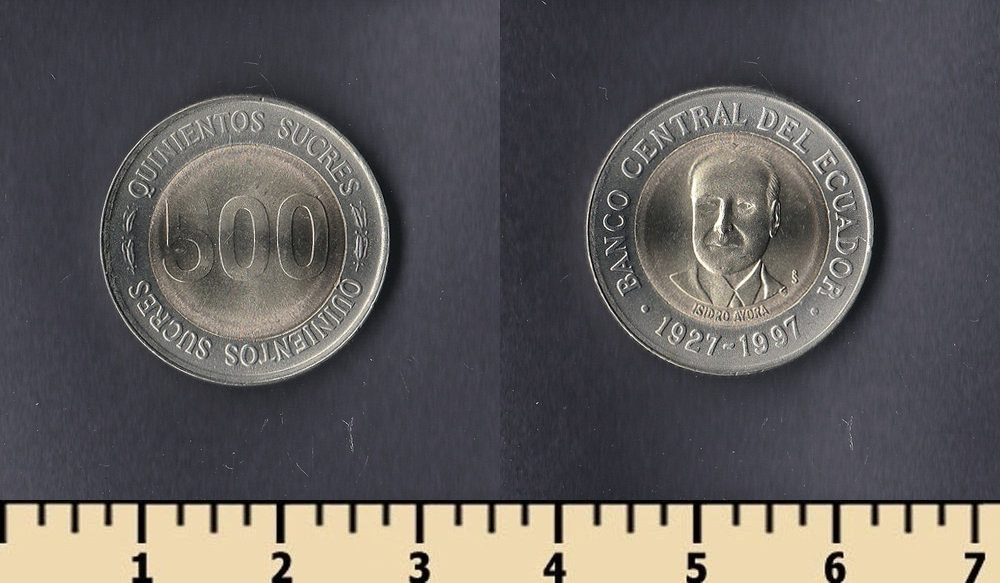 QUINIENTOS SUCRES
500
QUINIENTOS SUCRES
BANCO CENTRAL DEL ECUADOR
ISIDRO AYORA
· 1927-1997 ·
1 2 3 4 5 6 7